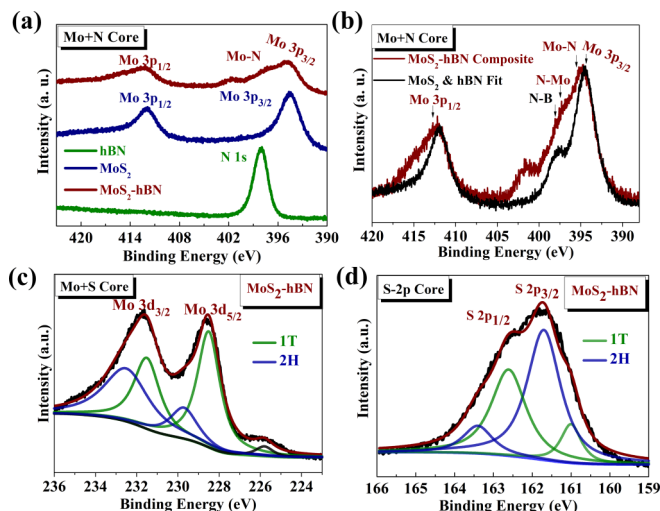 (a)
Mo+N Core
Mo 3p1/2
Mo-N
Mo 3p3/2
Mo 3p1/2
Mo 3p3/2
hBN
MoS2
MoS2-hBN
N 1s
Intensity (a. u.)
420 414 408 402 396 390
Binding Energy (eV)
(b)
Mo+N Core
Mo-N
Mo 3p3/2
MoS2-hBN Composite
MoS2 & hBN Fit
N-Mo
N-B
Mo 3p1/2
Intensity (a. u.)
420 415 410 405 400 395 390
Binding Energy (eV)
(c)
Mo+S Core
MoS2-hBN
Mo 3d3/2
Mo 3d5/2
1T
2H
Intensity (a.u.)
236 234 232 230 228 226 224
Binding Energy (eV)
(d)
S-2p Core
MoS2-hBN
S 2p3/2
S 2p1/2
1T
2H
Intensity (a.u.)
166 165 164 163 162 161 160 159
Binding Energy (eV)